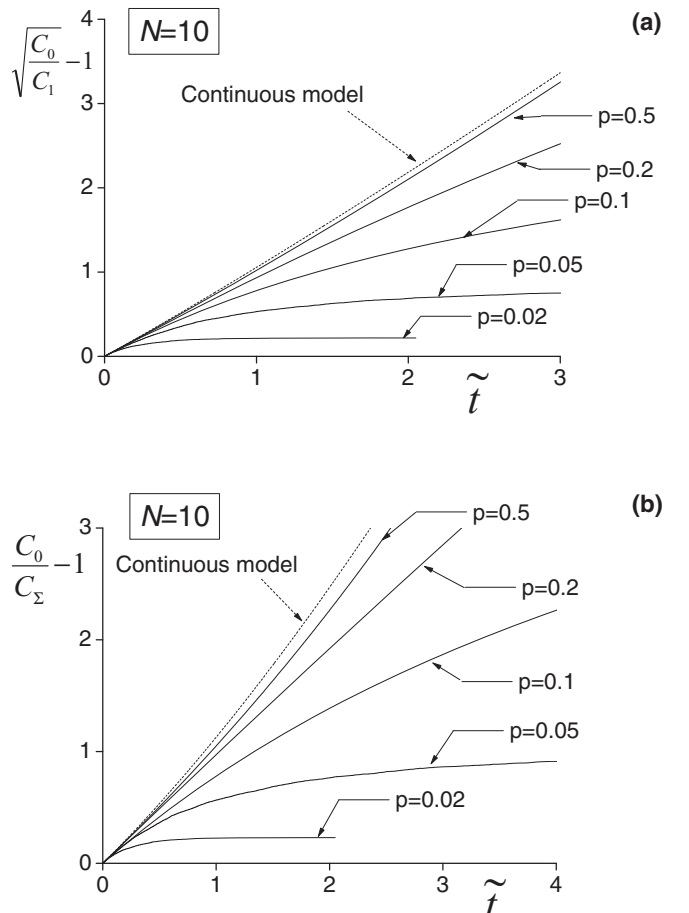 (a)
N=10
√(C₀/C₁) −1
Continuous model
p=0.5
p=0.2
p=0.1
p=0.05
p=0.02
4
3
2
1
0
0 1 2 3
t̃
(b)
N=10
C₀/C_Σ −1
Continuous model
p=0.5
p=0.2
p=0.1
p=0.05
p=0.02
3
2
1
0
0 1 2 3 4
t̃